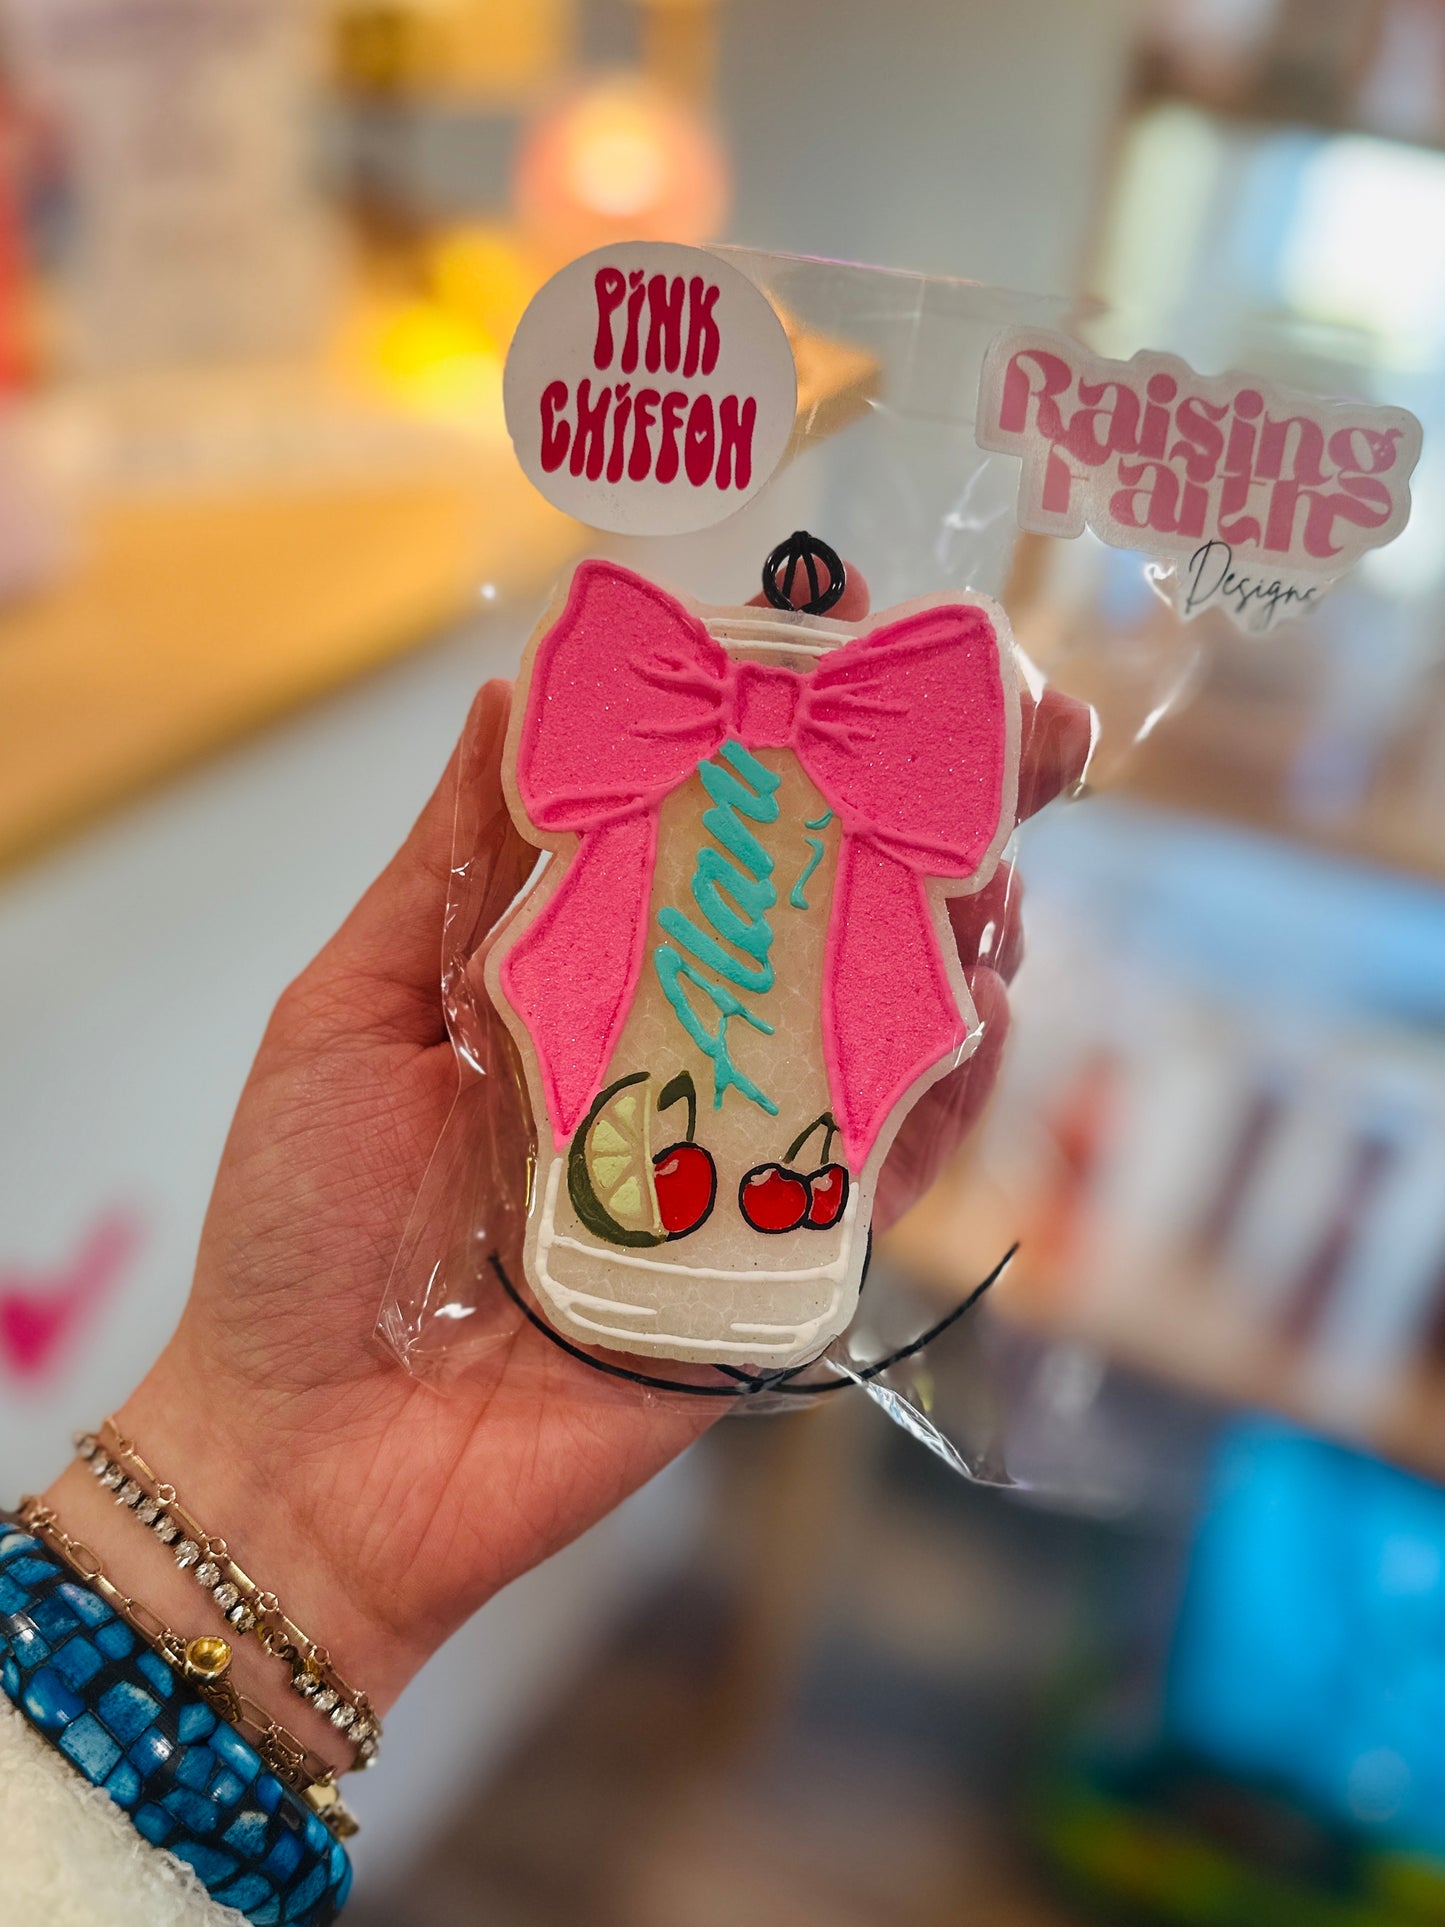 PINK
CHIFFON
Raising
Faith
Designs
Alani